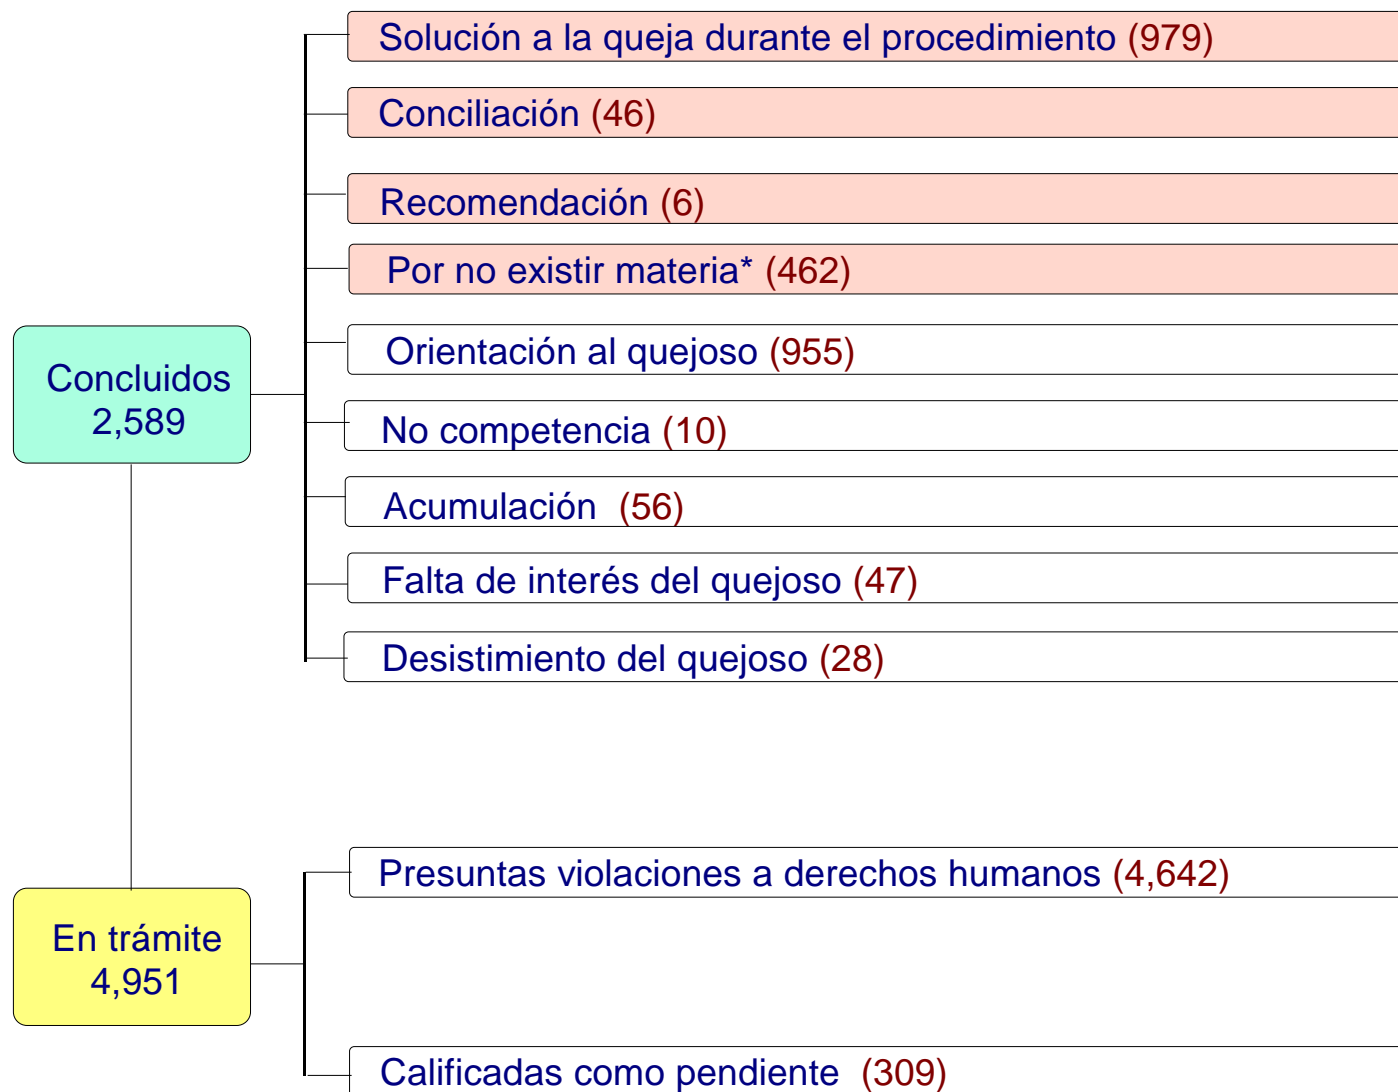 Solución a la queja durante el procedimiento (979)
Conciliación (46)
Recomendación (6)
Por no existir materia* (462)
Orientación al quejoso (955)
Concluidos
2,589
No competencia (10)
Acumulación (56)
Falta de interés del quejoso (47)
Desistimiento del quejoso (28)
Presuntas violaciones a derechos humanos (4,642)
En trámite
4,951
Calificadas como pendiente (309)